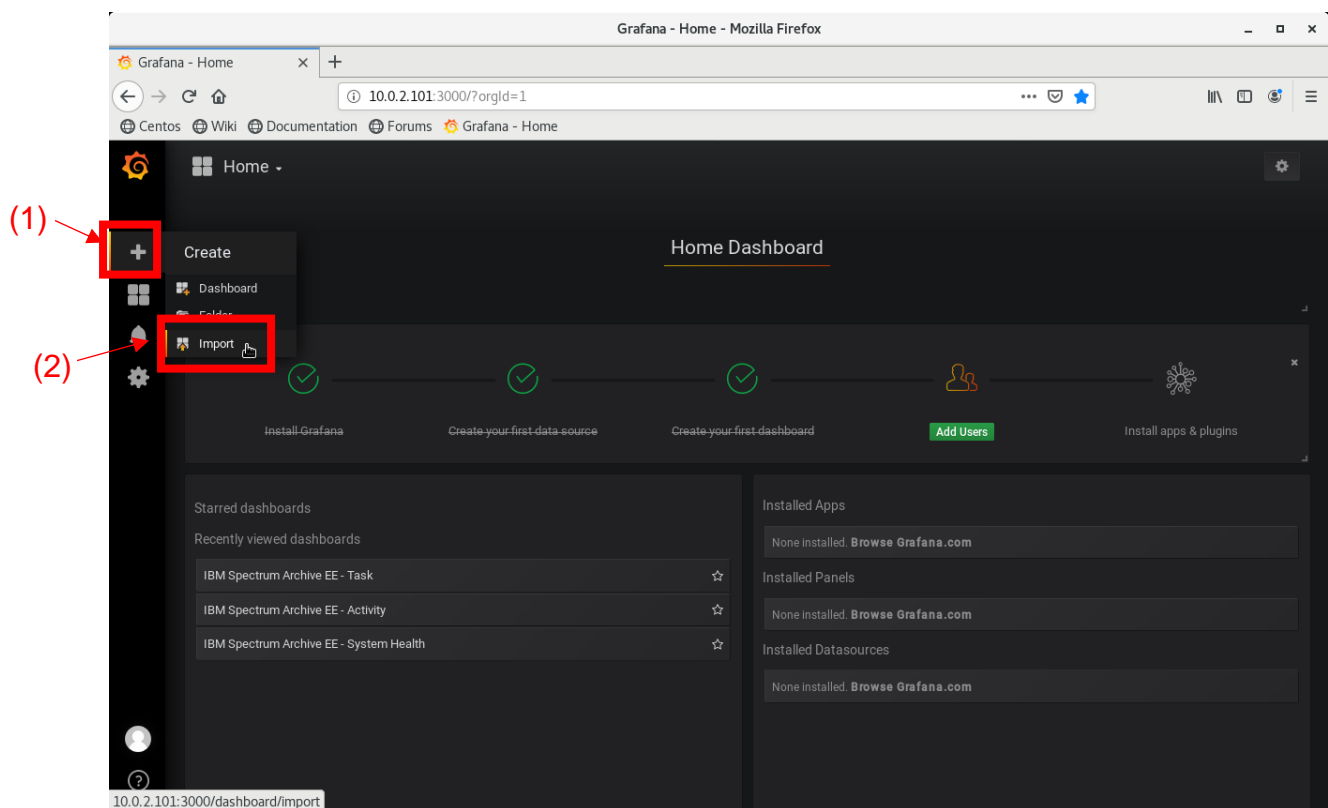 Grafana - Home - Mozilla Firefox
Grafana - Home
10.0.2.101:3000/?orgId=1
Centos Wiki Documentation Forums Grafana - Home
Home
(1)
Create
Home Dashboard
Dashboard
Folder
(2)
Import
Install Grafana
Create your first data source
Create your first dashboard
Add Users
Install apps & plugins
Starred dashboards
Recently viewed dashboards
IBM Spectrum Archive EE - Task
IBM Spectrum Archive EE - Activity
IBM Spectrum Archive EE - System Health
Installed Apps
None installed. Browse Grafana.com
Installed Panels
None installed. Browse Grafana.com
Installed Datasources
None installed. Browse Grafana.com
10.0.2.101:3000/dashboard/import